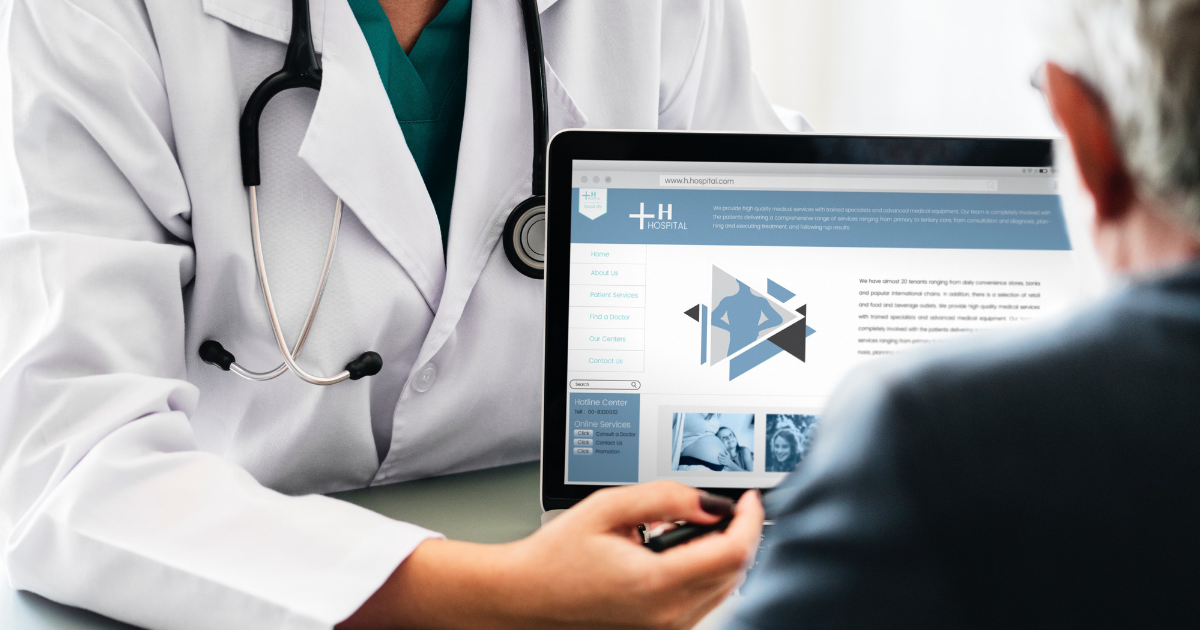 www.h.hospital.com
H
HOSPITAL
We provide high quality medical services with trained specialists and advanced medical equipment. Our team is completely involved with
the patients delivering a comprehensive range of services ranging from primary to tertiary care, from consultation and diagnosis, plan-
ning and executing treatment, and following-up results.
Home
About Us
Patient Services
Find a Doctor
Our Centers
Contact Us
Search
Hotline Center
Online Services
Click Consult a Doctor
Click Contact Us
Click Promotion
We have almost 20 tenants ranging from daily convenience stores, banks
and popular international chains. In addition, there is a selection of retail
and food and beverage outlets. We provide high quality medical services
with trained specialists and advanced medical equipment. Our
completely involved with the patients delivering
services ranging from